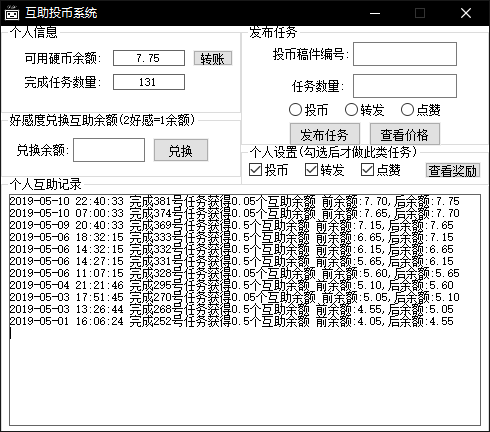 互助投币系统
个人信息
可用硬币余额: 7.75 转账
完成任务数量: 131
好感度兑换互助余额(2好感=1余额)
兑换余额: 兑换
发布任务
投币稿件编号:
任务数量:
投币 转发 点赞
发布任务 查看价格
个人设置(勾选后才做此类任务)
投币 转发 点赞 查看奖励
个人互助记录
2019-05-10 22:40:33 完成381号任务获得0.05个互助余额 前余额:7.70,后余额:7.75
2019-05-10 07:00:33 完成374号任务获得0.05个互助余额 前余额:7.65,后余额:7.70
2019-05-09 20:40:33 完成369号任务获得0.5个互助余额 前余额:7.15,后余额:7.65
2019-05-06 18:32:15 完成333号任务获得0.5个互助余额 前余额:6.65,后余额:7.15
2019-05-06 14:32:15 完成332号任务获得0.5个互助余额 前余额:6.15,后余额:6.65
2019-05-06 14:27:15 完成331号任务获得0.5个互助余额 前余额:5.65,后余额:6.15
2019-05-06 11:07:15 完成328号任务获得0.05个互助余额 前余额:5.60,后余额:5.65
2019-05-04 21:21:46 完成295号任务获得0.5个互助余额 前余额:5.10,后余额:5.60
2019-05-03 17:51:45 完成270号任务获得0.05个互助余额 前余额:5.05,后余额:5.10
2019-05-03 13:26:44 完成268号任务获得0.5个互助余额 前余额:4.55,后余额:5.05
2019-05-01 16:06:24 完成252号任务获得0.5个互助余额 前余额:4.05,后余额:4.55